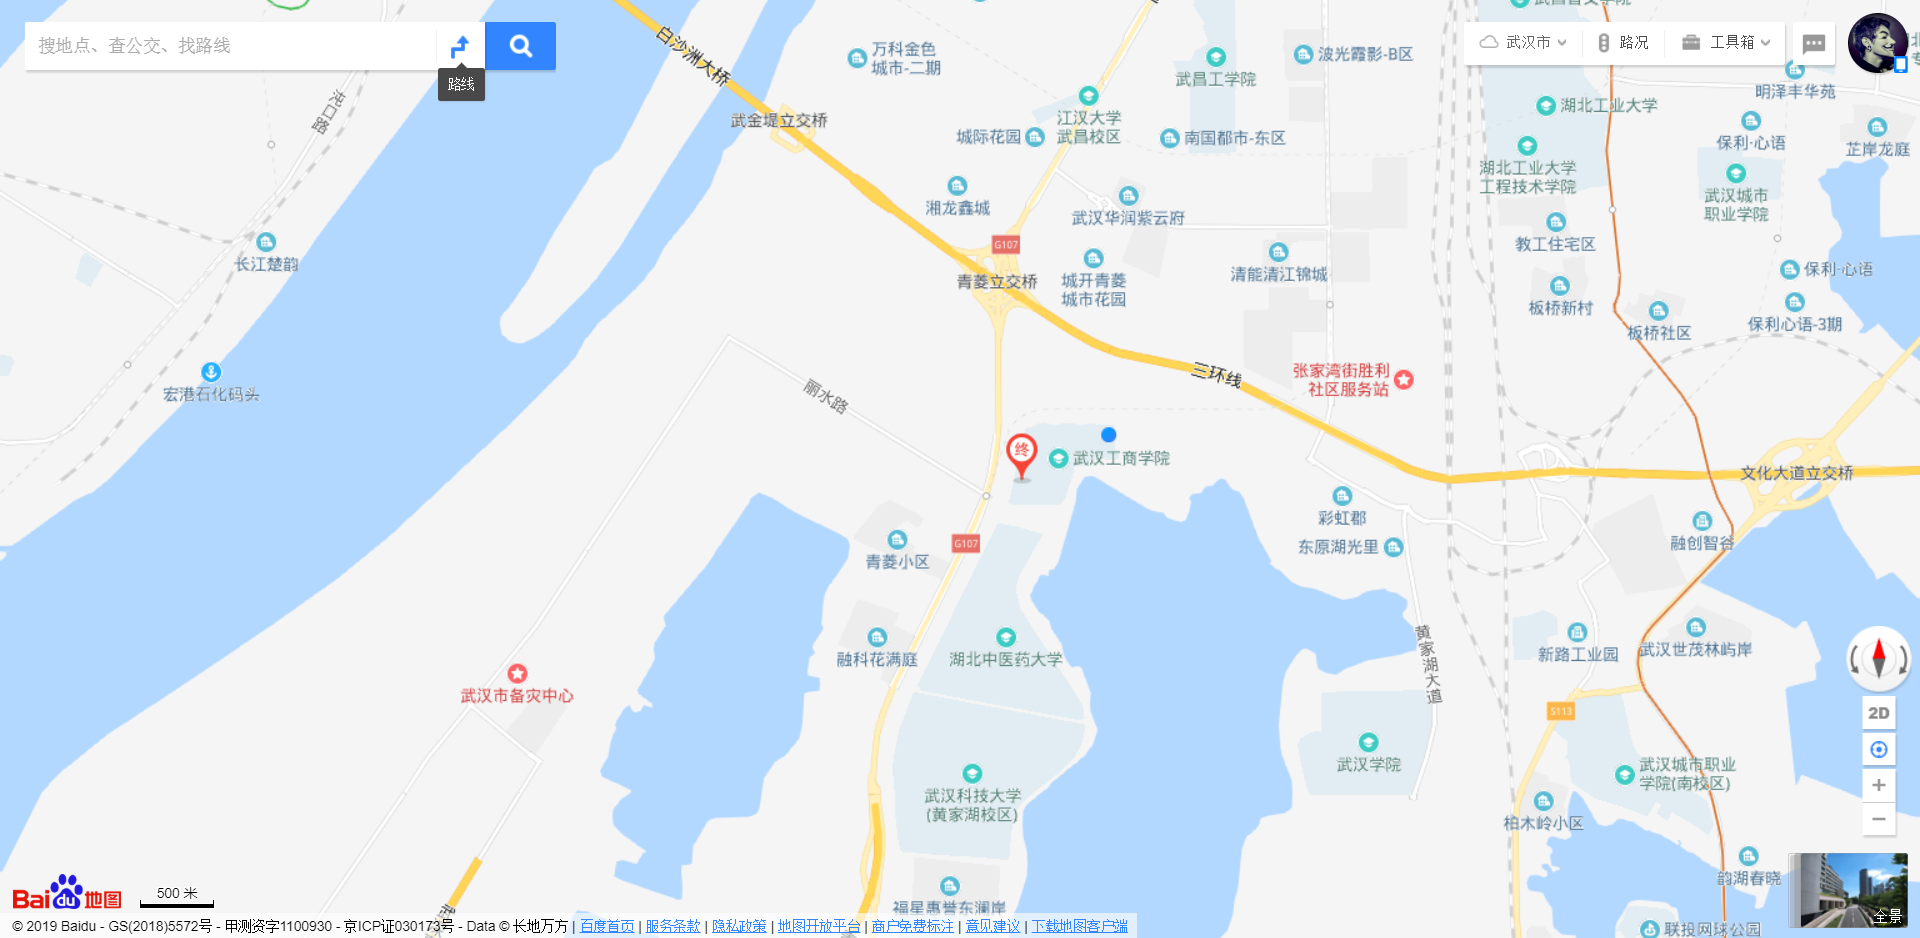 搜地点、查公交、找路线
路线
武汉市
路况
工具箱
白沙洲大桥
万科金色
城市-二期
武昌工学院
波光霞影-B区
明泽丰华苑
武金堤立交桥
城际花园
江汉大学
武昌校区
南国都市-东区
湖北工业大学
保利·心语
芷岸龙庭
湖北工业大学
工程技术学院
武汉城市
职业学院
湘龙鑫城
武汉华润紫云府
教工住宅区
长江楚韵
G107
青菱立交桥
城开青菱
城市花园
清能清江锦城
保利·心语
板桥新村
板桥社区
保利心语-3期
宏港石化码头
丽水路
三环线
张家湾街胜利
社区服务站
终
武汉工商学院
文化大道立交桥
彩虹郡
东原湖光里
融创智谷
G107
青菱小区
融科花满庭
湖北中医药大学
黄家湖大道
新路工业园
武汉世茂林屿岸
武汉市备灾中心
S113
2D
武汉学院
武汉城市职业
学院(南校区)
武汉科技大学
(黄家湖校区)
柏木岭小区
韵湖春晓
福星惠誉东澜岸
联投网球公园
全景
Bai du 地图
500 米
© 2019 Baidu - GS(2018)5572号 - 甲测资字1100930 - 京ICP证030173号 - Data © 长地万方 | 百度首页 | 服务条款 | 隐私政策 | 地图开放平台 | 商户免费标注 | 意见建议 | 下载地图客户端